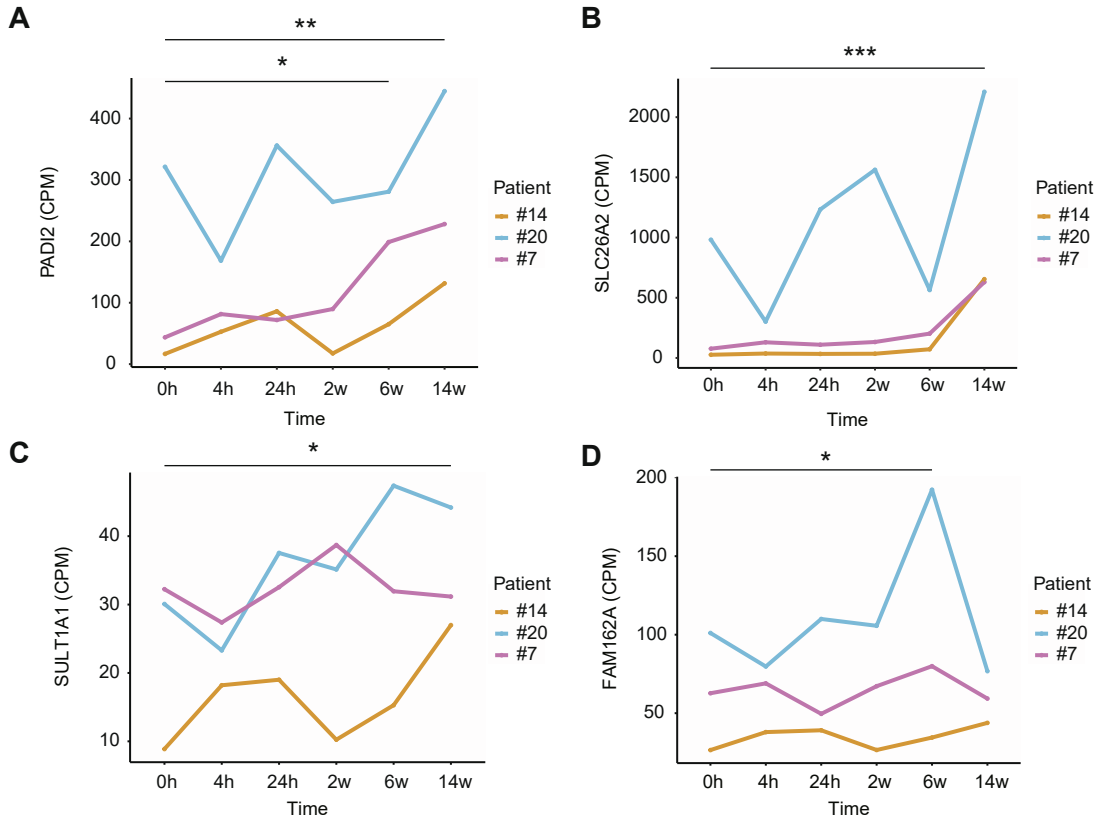 A
**
*
PADI2 (CPM)
400
300
200
100
0
0h 4h 24h 2w 6w 14w
Time
Patient
#14
#20
#7
B
***
SLC26A2 (CPM)
2000
1500
1000
500
0
0h 4h 24h 2w 6w 14w
Time
Patient
#14
#20
#7
C
*
SULT1A1 (CPM)
40
30
20
10
0h 4h 24h 2w 6w 14w
Time
Patient
#14
#20
#7
D
*
FAM162A (CPM)
200
150
100
50
0h 4h 24h 2w 6w 14w
Time
Patient
#14
#20
#7